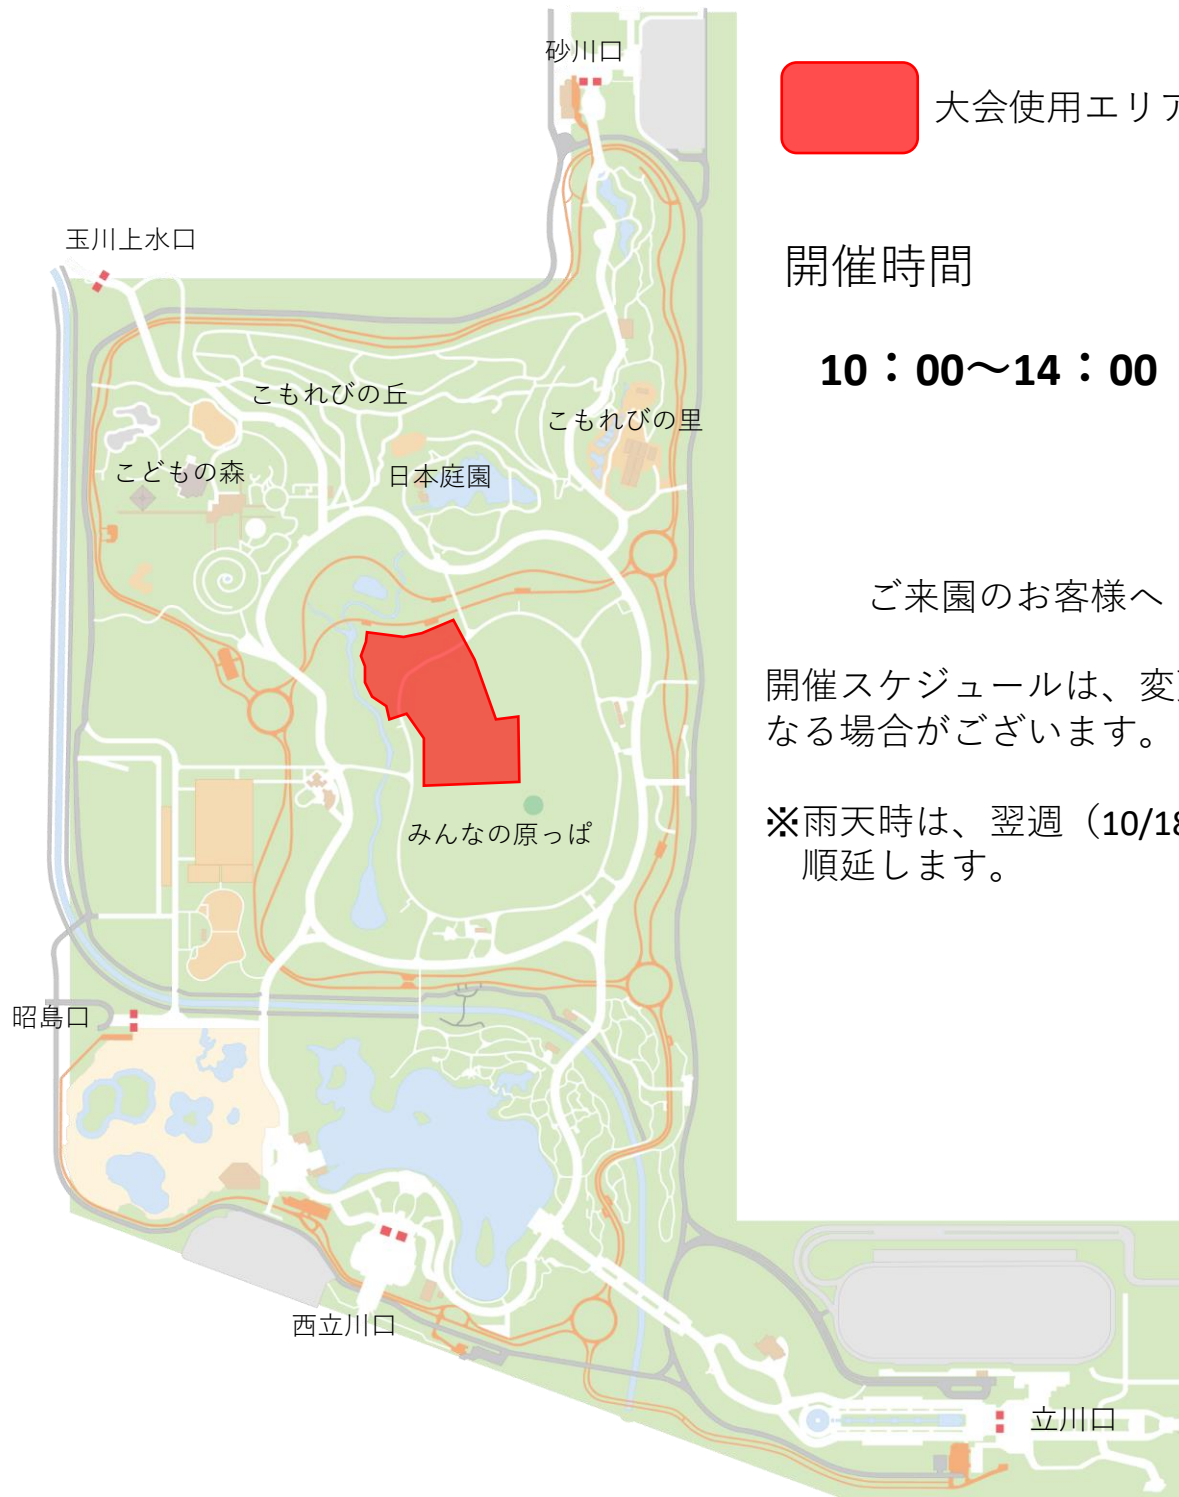 砂川口
大会使用エリア
玉川上水口
開催時間
10：00～14：00
こもれびの丘
こもれびの里
こどもの森
日本庭園
ご来園のお客様へ
開催スケジュールは、変
なる場合がございます。
※雨天時は、翌週（10/18
順延します。
みんなの原っぱ
昭島口
西立川口
立川口